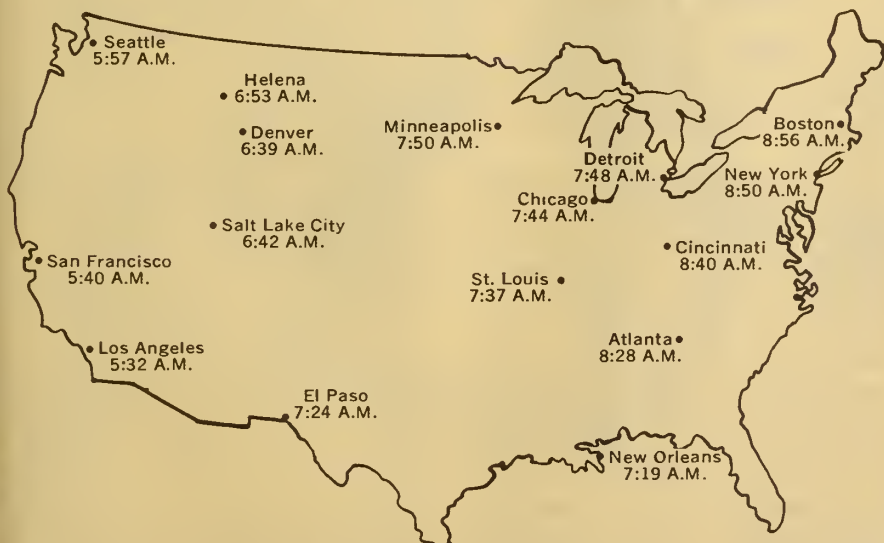 Seattle
5:57 A.M.
Helena
6:53 A.M.
Denver
6:39 A.M.
Minneapolis
7:50 A.M.
Boston
8:56 A.M.
Detroit
7:48 A.M.
New York
8:50 A.M.
Chicago
7:44 A.M.
Salt Lake City
6:42 A.M.
San Francisco
5:40 A.M.
Cincinnati
8:40 A.M.
St. Louis
7:37 A.M.
Los Angeles
5:32 A.M.
Atlanta
8:28 A.M.
El Paso
7:24 A.M.
New Orleans
7:19 A.M.